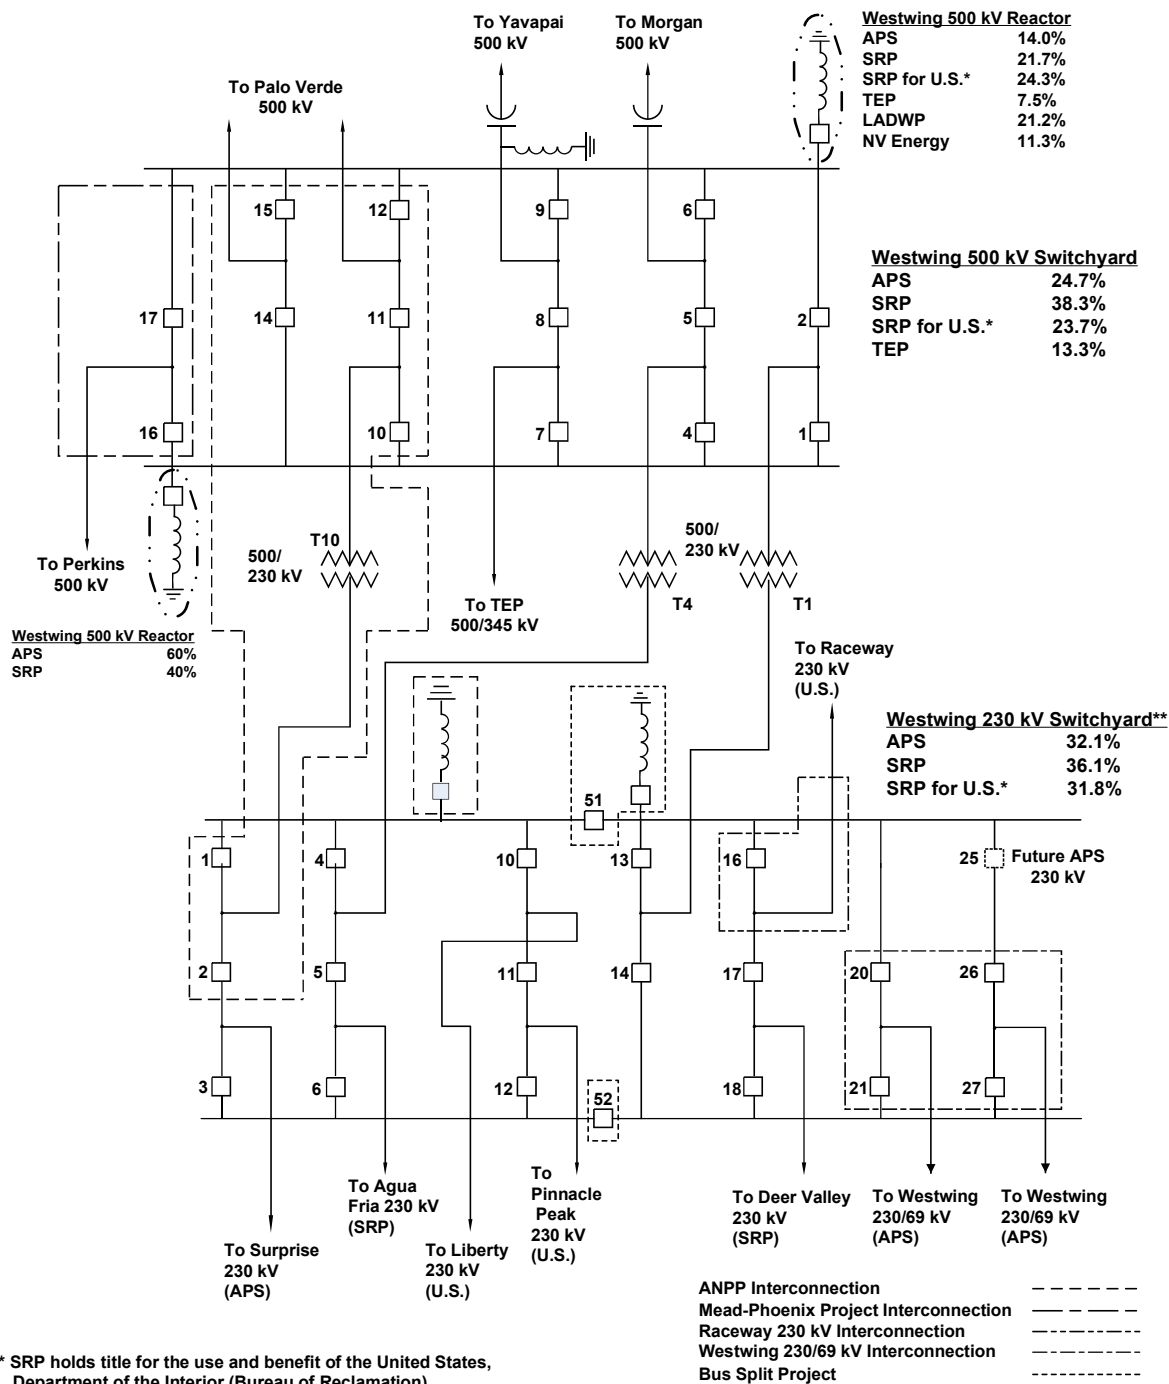 To Yavapai
500 kV
To Morgan
500 kV
Westwing 500 kV Reactor
APS 14.0%
SRP 21.7%
SRP for U.S.* 24.3%
TEP 7.5%
LADWP 21.2%
NV Energy 11.3%
To Palo Verde
500 kV
15
12
9
6
Westwing 500 kV Switchyard
APS 24.7%
SRP 38.3%
SRP for U.S.* 23.7%
TEP 13.3%
17
14
11
8
5
2
16
10
7
4
1
To Perkins
500 kV
500/
230 kV
T10
To TEP
500/345 kV
500/
230 kV
T4
T1
Westwing 500 kV Reactor
APS 60%
SRP 40%
To Raceway
230 kV
(U.S.)
Westwing 230 kV Switchyard**
APS 32.1%
SRP 36.1%
SRP for U.S.* 31.8%
51
1
4
10
13
16
25
Future APS
230 kV
2
5
11
14
17
20
26
3
6
12
52
18
21
27
To Surprise
230 kV
(APS)
To Agua
Fria 230 kV
(SRP)
To Liberty
230 kV
(U.S.)
To
Pinnacle
Peak
230 kV
(U.S.)
To Deer Valley
230 kV
(SRP)
To Westwing
230/69 kV
(APS)
To Westwing
230/69 kV
(APS)
ANPP Interconnection
Mead-Phoenix Project Interconnection
Raceway 230 kV Interconnection
Westwing 230/69 kV Interconnection
Bus Split Project
* SRP holds title for the use and benefit of the United States,
Department of the Interior (Bureau of Reclamation)